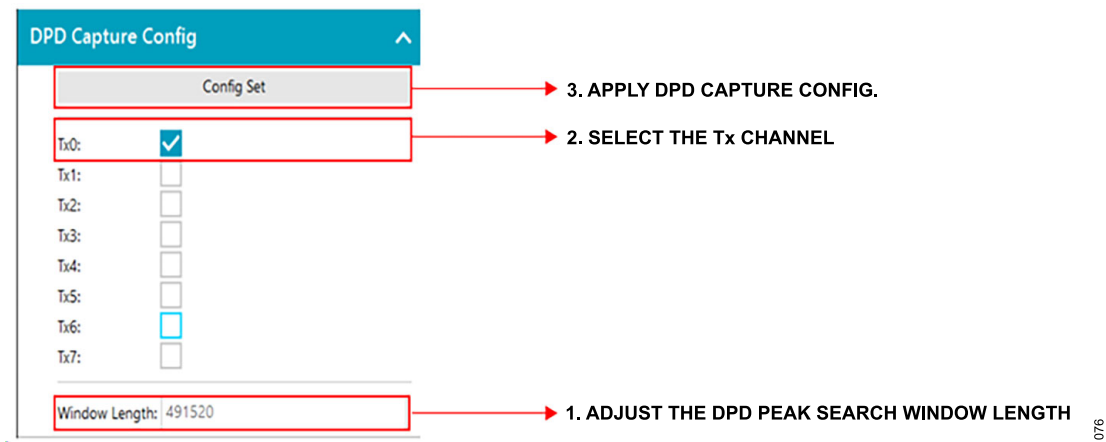 DPD Capture Config
Config Set
3. APPLY DPD CAPTURE CONFIG.
Tx0:
2. SELECT THE Tx CHANNEL
Tx1:
Tx2:
Tx3:
Tx4:
Tx5:
Tx6:
Tx7:
Window Length: 491520
1. ADJUST THE DPD PEAK SEARCH WINDOW LENGTH
076